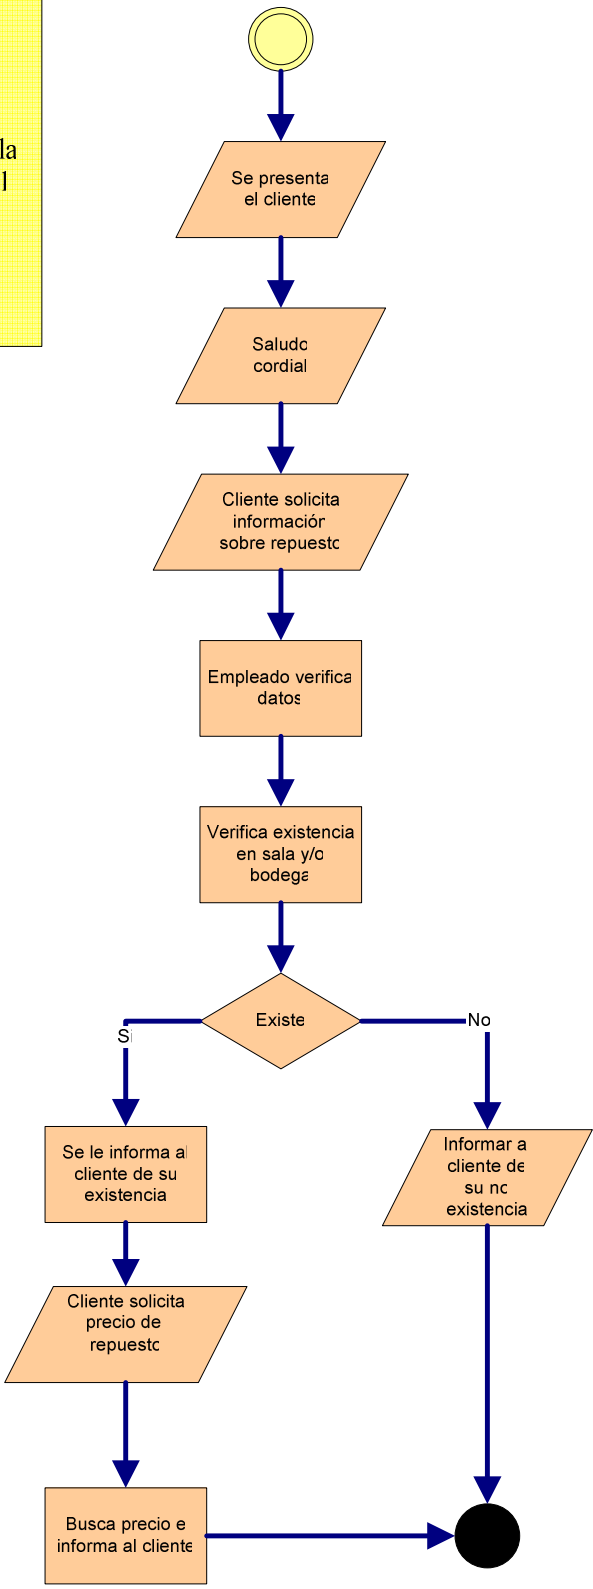 la
l
Se presenta
el cliente
Saludo
cordial
Cliente solicita
información
sobre repuesto
Empleado verifica
datos
Verifica existencia
en sala y/o
bodega
Existe
Si
No
Se le informa al
cliente de su
existencia
Informar a
cliente de
su no
existencia
Cliente solicita
precio de
repuesto
Busca precio e
informa al cliente